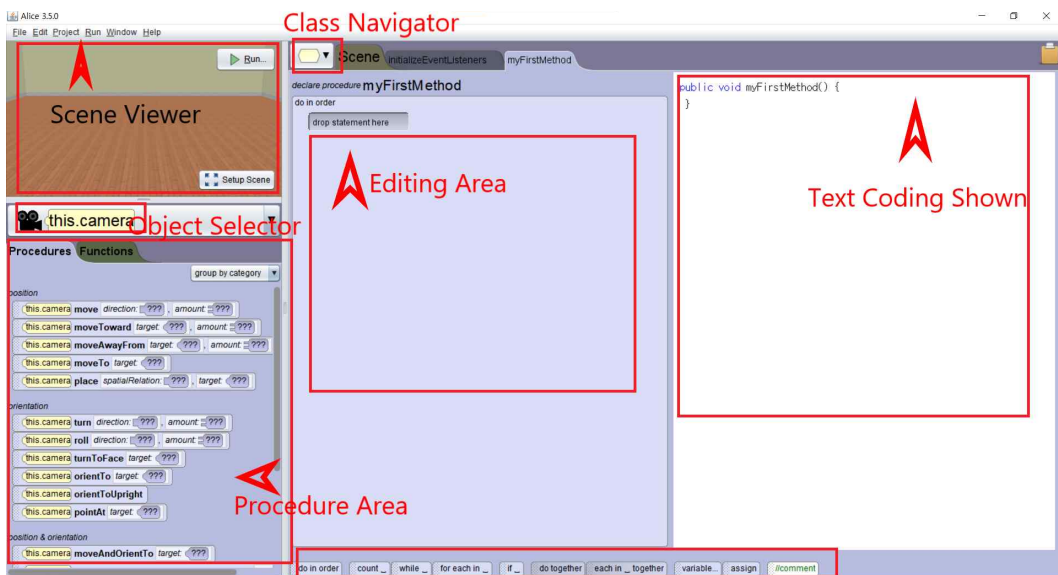 Alice 3.5.0
File Edit Project Run Window Help
Class Navigator
Run...
Scene initializeEventListeners myFirstMethod
declare procedure myFirstMethod
do in order
drop statement here
public void myFirstMethod() {
}
Scene Viewer
Setup Scene
Editing Area
Text Coding Shown
this.camera
Object Selector
Procedures Functions
group by category
position
this.camera move direction: ??? , amount: ???
this.camera moveToward target: ??? , amount: ???
this.camera moveAwayFrom target: ??? , amount: ???
this.camera moveTo target: ???
this.camera place spatialRelation: ??? , target: ???
orientation
this.camera turn direction: ??? , amount: ???
this.camera roll direction: ??? , amount: ???
this.camera turnToFace target: ???
this.camera orientTo target: ???
this.camera orientToUpright
this.camera pointAt target: ???
Procedure Area
position & orientation
this.camera moveAndOrientTo target: ???
do in order count _ while _ for each in _ if _ do together each in _ together variable... assign //comment